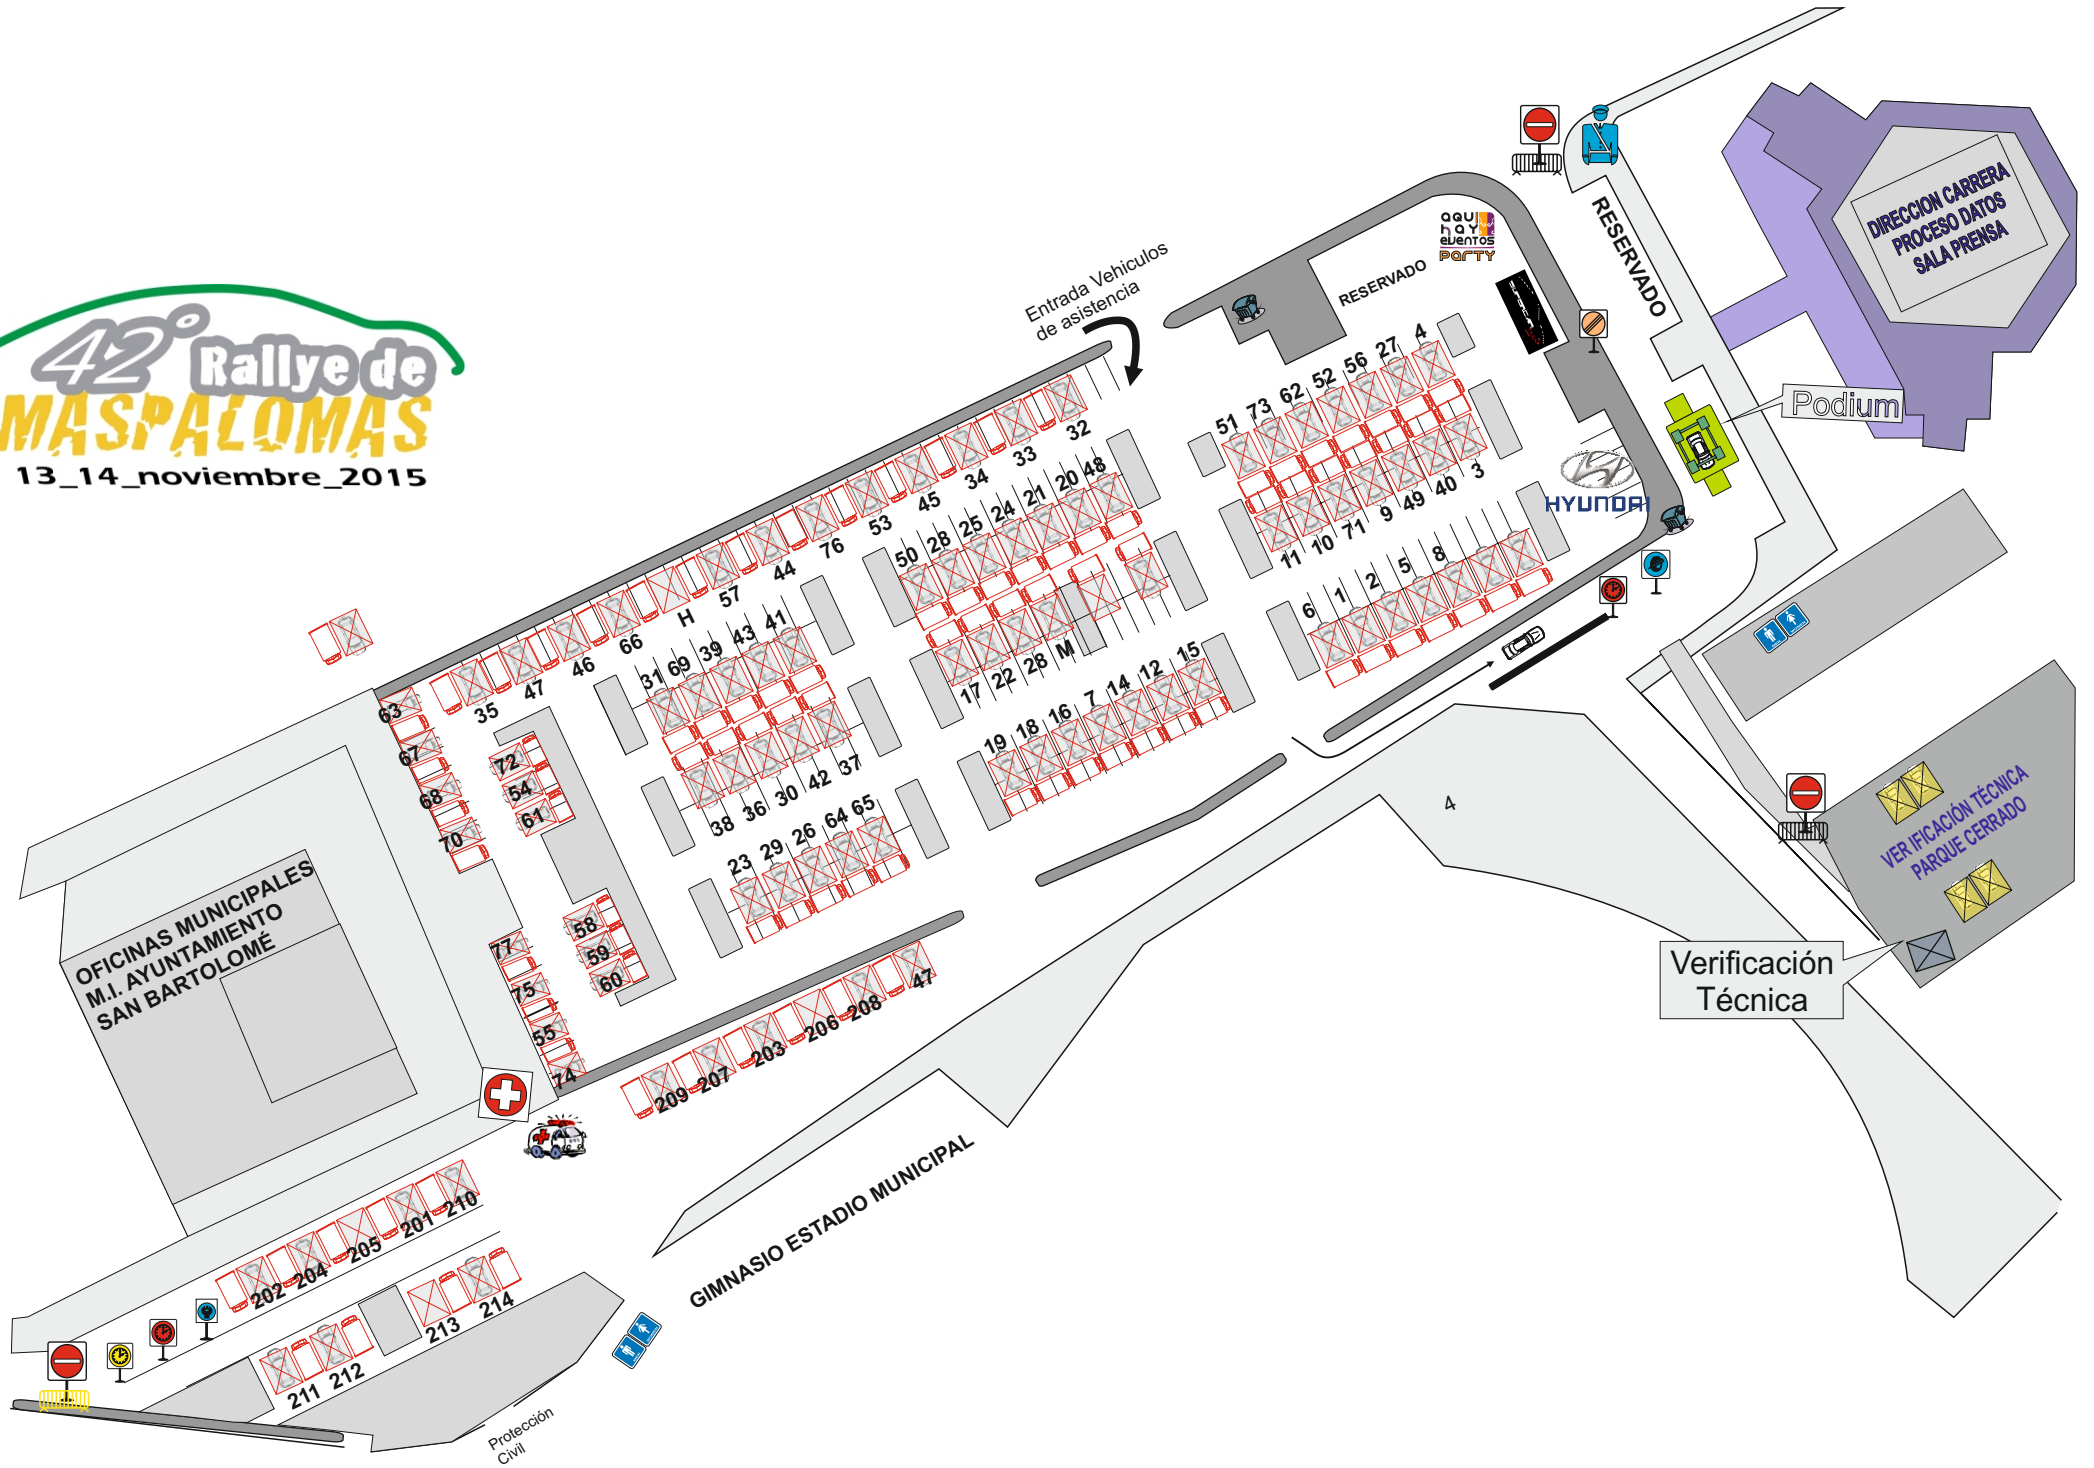 42º Rallye de
MASPALOMAS
13_14_noviembre_2015
Entrada Vehiculos
de asistencia
RESERVADO
aquí
hay
eventos
party
RESERVADO
DIRECCION CARRERA
PROCESO DATOS
SALA PRENSA
Podium
HYUNDAI
51 73 62 52 56 27 4
11 10 71 9 49 40 3
6 1 2 5 8
35 47 46 66 H 57 44 76 53 45 34 33 32
50 28 25 24 21 20 48
17 22 28 M
19 18 16 7 14 12 15
31 69 39 43 41
38 36 30 42 37
23 29 26 64 65
63
67
68
70
72
54
61
58
59
60
77
75
55
74
209 207 203 206 208 47
202 204 205 201 210
211 212 213 214
4
OFICINAS MUNICIPALES
M.I. AYUNTAMIENTO
SAN BARTOLOMÉ
GIMNASIO ESTADIO MUNICIPAL
Protección
Civil
VER IFICACIÓN TÉCNICA
PARQUE CERRADO
Verificación
Técnica